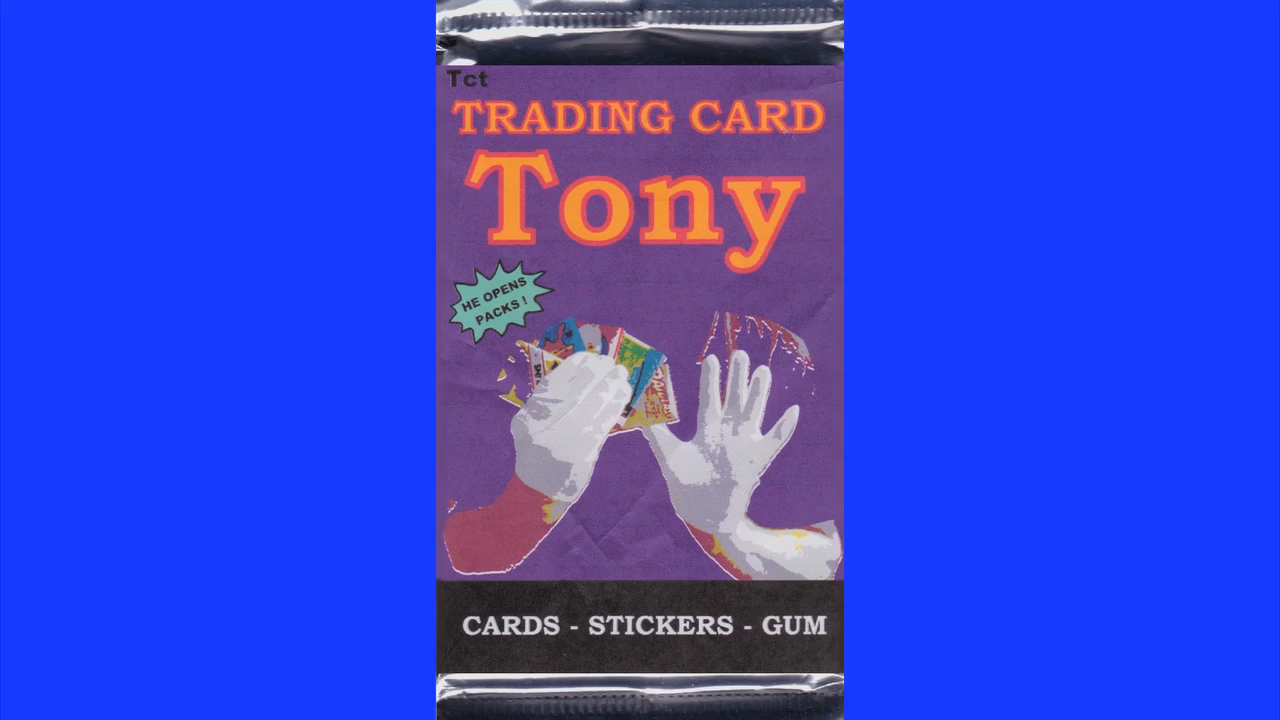 Tct
TRADING CARD
Tony
HE OPENS
PACKS !
CARDS - STICKERS - GUM